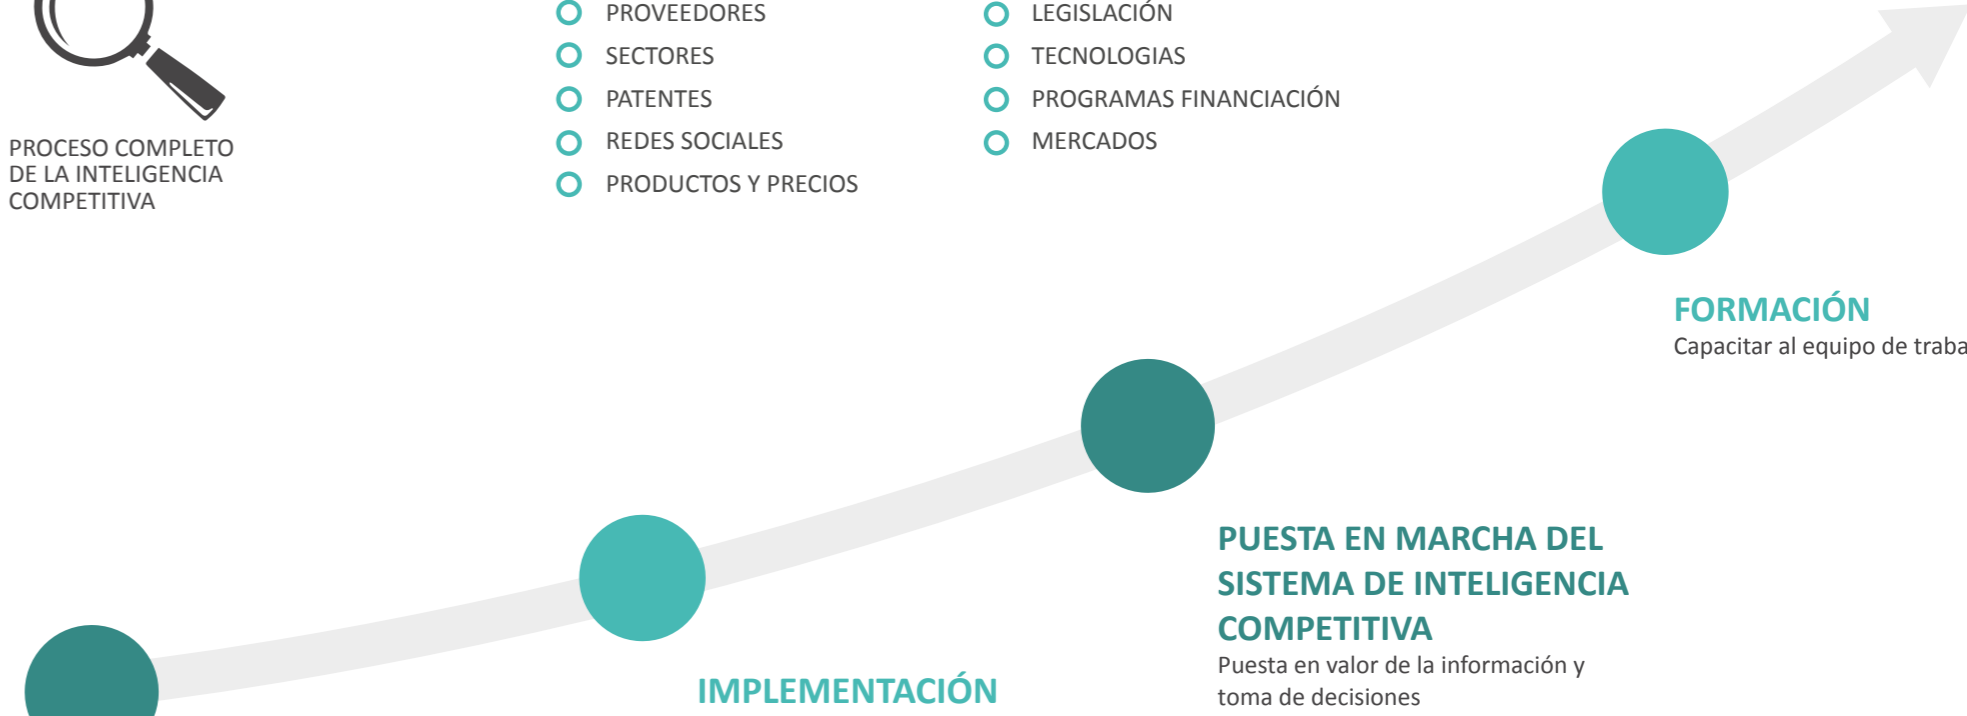 PROCESO COMPLETO
DE LA INTELIGENCIA
COMPETITIVA
PROVEEDORES
SECTORES
PATENTES
REDES SOCIALES
PRODUCTOS Y PRECIOS
LEGISLACIÓN
TECNOLOGIAS
PROGRAMAS FINANCIACIÓN
MERCADOS
FORMACIÓN
Capacitar al equipo de traba
PUESTA EN MARCHA DEL
SISTEMA DE INTELIGENCIA
COMPETITIVA
Puesta en valor de la información y
toma de decisiones
IMPLEMENTACIÓN